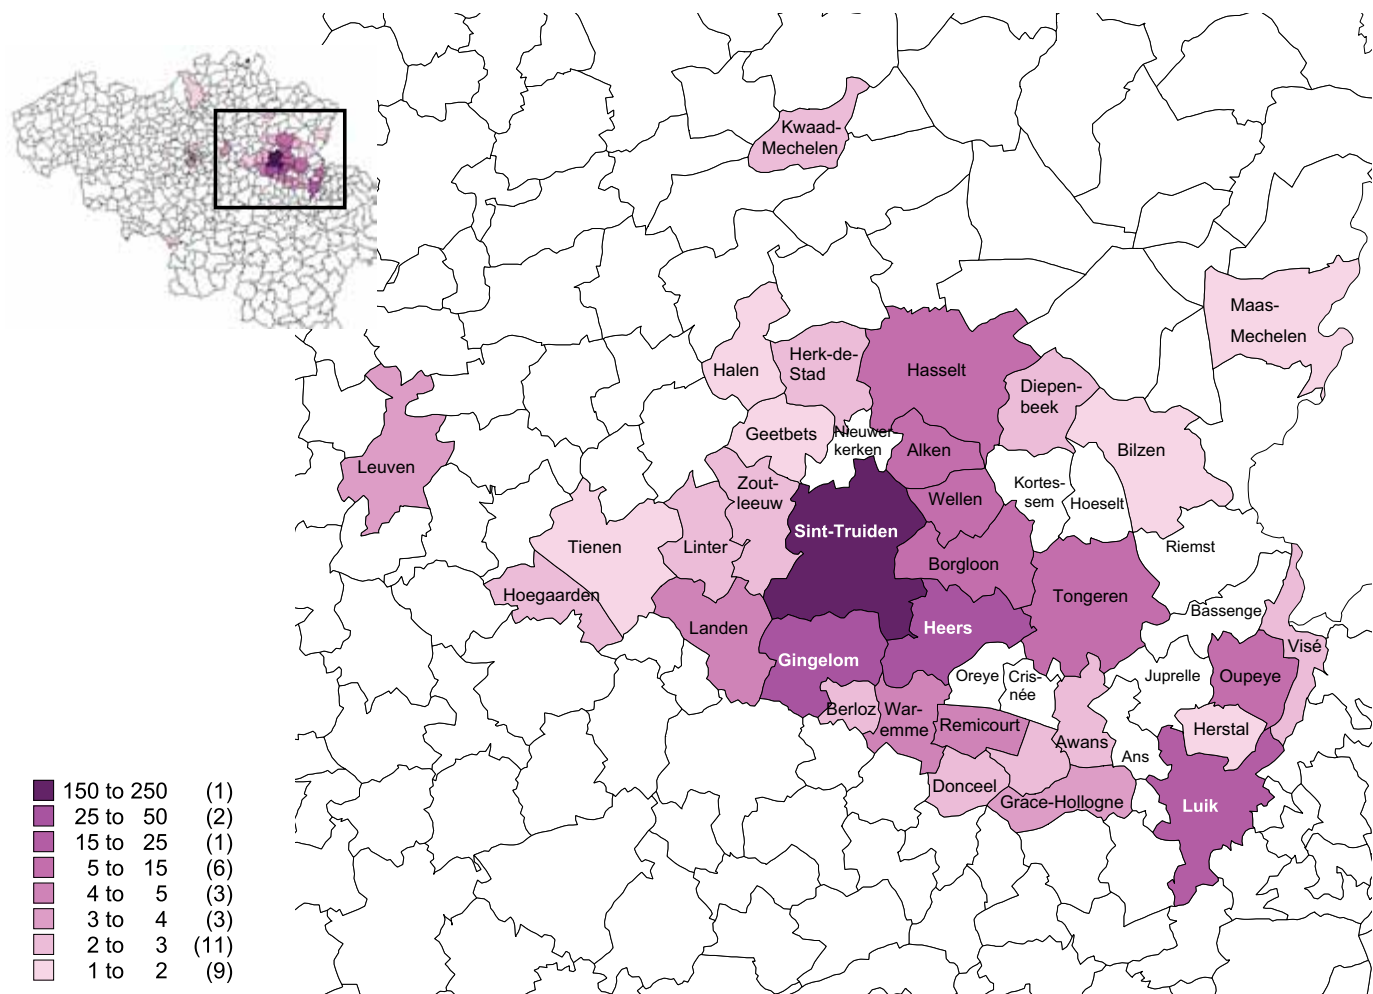 Kwaad-
Mechelen
Maas-
Mechelen
Halen
Herk-de-
Stad
Hasselt
Diepen-
beek
Geetbets
Nieuwer-
kerken
Alken
Bilzen
Leuven
Zout-
leeuw
Wellen
Kortes-
sem
Hoeselt
Sint-Truiden
Tienen
Linter
Riemst
Borgloon
Hoegaarden
Tongeren
Bassenge
Landen
Heers
Visé
Gingelom
Oreye
Cris-
née
Juprelle
Oupeye
Berloz
War-
emme
Remicourt
Awans
Herstal
Ans
Donceel
Grâce-Hollogne
Luik
150 to 250 (1)
25 to 50 (2)
15 to 25 (1)
5 to 15 (6)
4 to 5 (3)
3 to 4 (3)
2 to 3 (11)
1 to 2 (9)